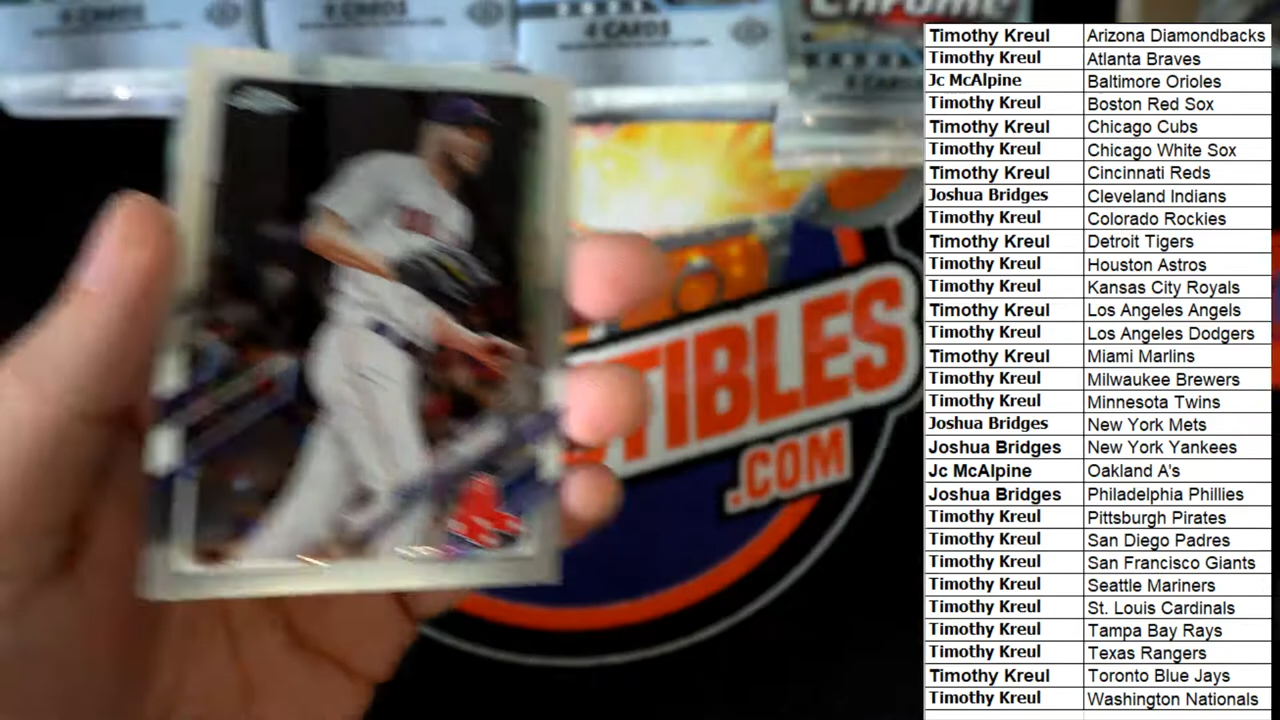 4 CARDS
Chrome
TIBLES
.COM
Timothy Kreul Arizona Diamondbacks
Timothy Kreul Atlanta Braves
Jc McAlpine Baltimore Orioles
Timothy Kreul Boston Red Sox
Timothy Kreul Chicago Cubs
Timothy Kreul Chicago White Sox
Timothy Kreul Cincinnati Reds
Joshua Bridges Cleveland Indians
Timothy Kreul Colorado Rockies
Timothy Kreul Detroit Tigers
Timothy Kreul Houston Astros
Timothy Kreul Kansas City Royals
Timothy Kreul Los Angeles Angels
Timothy Kreul Los Angeles Dodgers
Timothy Kreul Miami Marlins
Timothy Kreul Milwaukee Brewers
Timothy Kreul Minnesota Twins
Joshua Bridges New York Mets
Joshua Bridges New York Yankees
Jc McAlpine Oakland A's
Joshua Bridges Philadelphia Phillies
Timothy Kreul Pittsburgh Pirates
Timothy Kreul San Diego Padres
Timothy Kreul San Francisco Giants
Timothy Kreul Seattle Mariners
Timothy Kreul St. Louis Cardinals
Timothy Kreul Tampa Bay Rays
Timothy Kreul Texas Rangers
Timothy Kreul Toronto Blue Jays
Timothy Kreul Washington Nationals